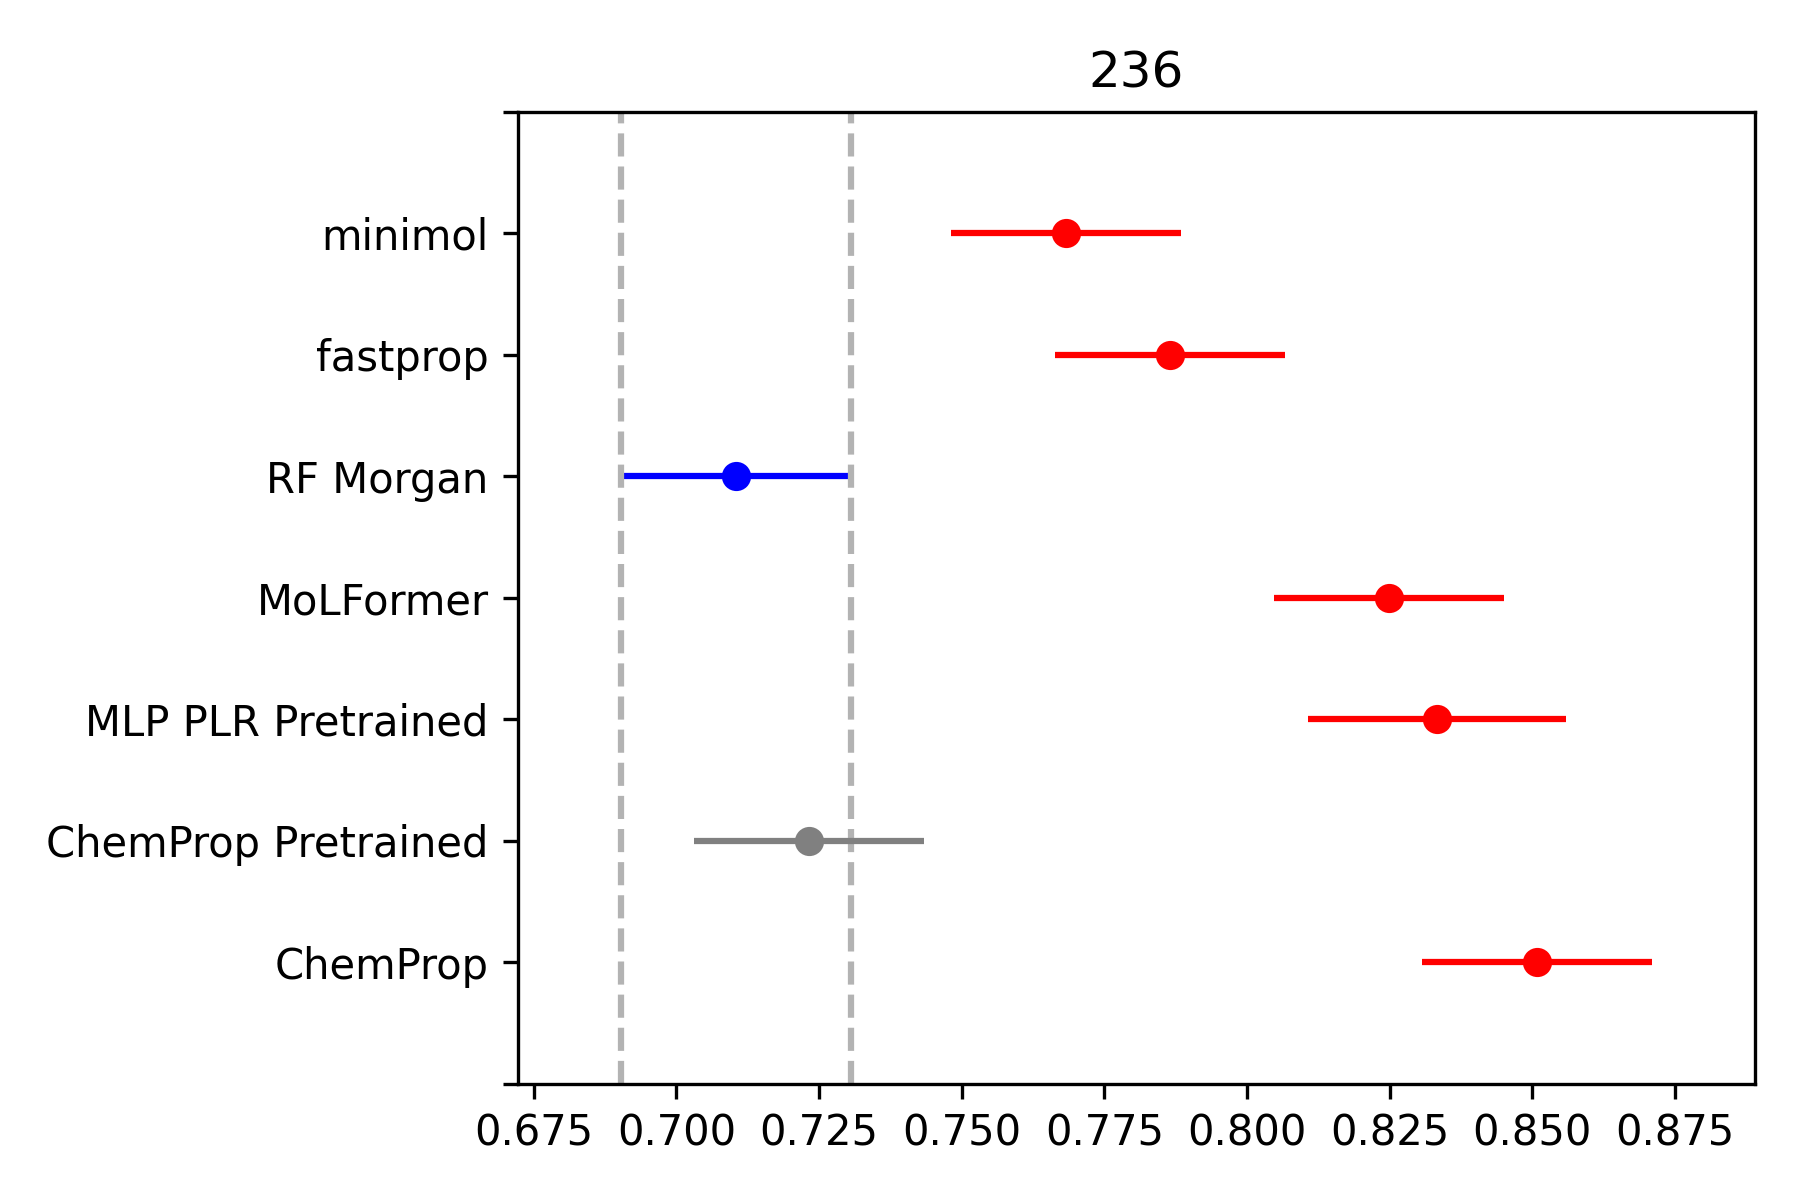 236
minimol
fastprop
RF Morgan
MoLFormer
MLP PLR Pretrained
ChemProp Pretrained
ChemProp
0.675 0.700 0.725 0.750 0.775 0.800 0.825 0.850 0.875